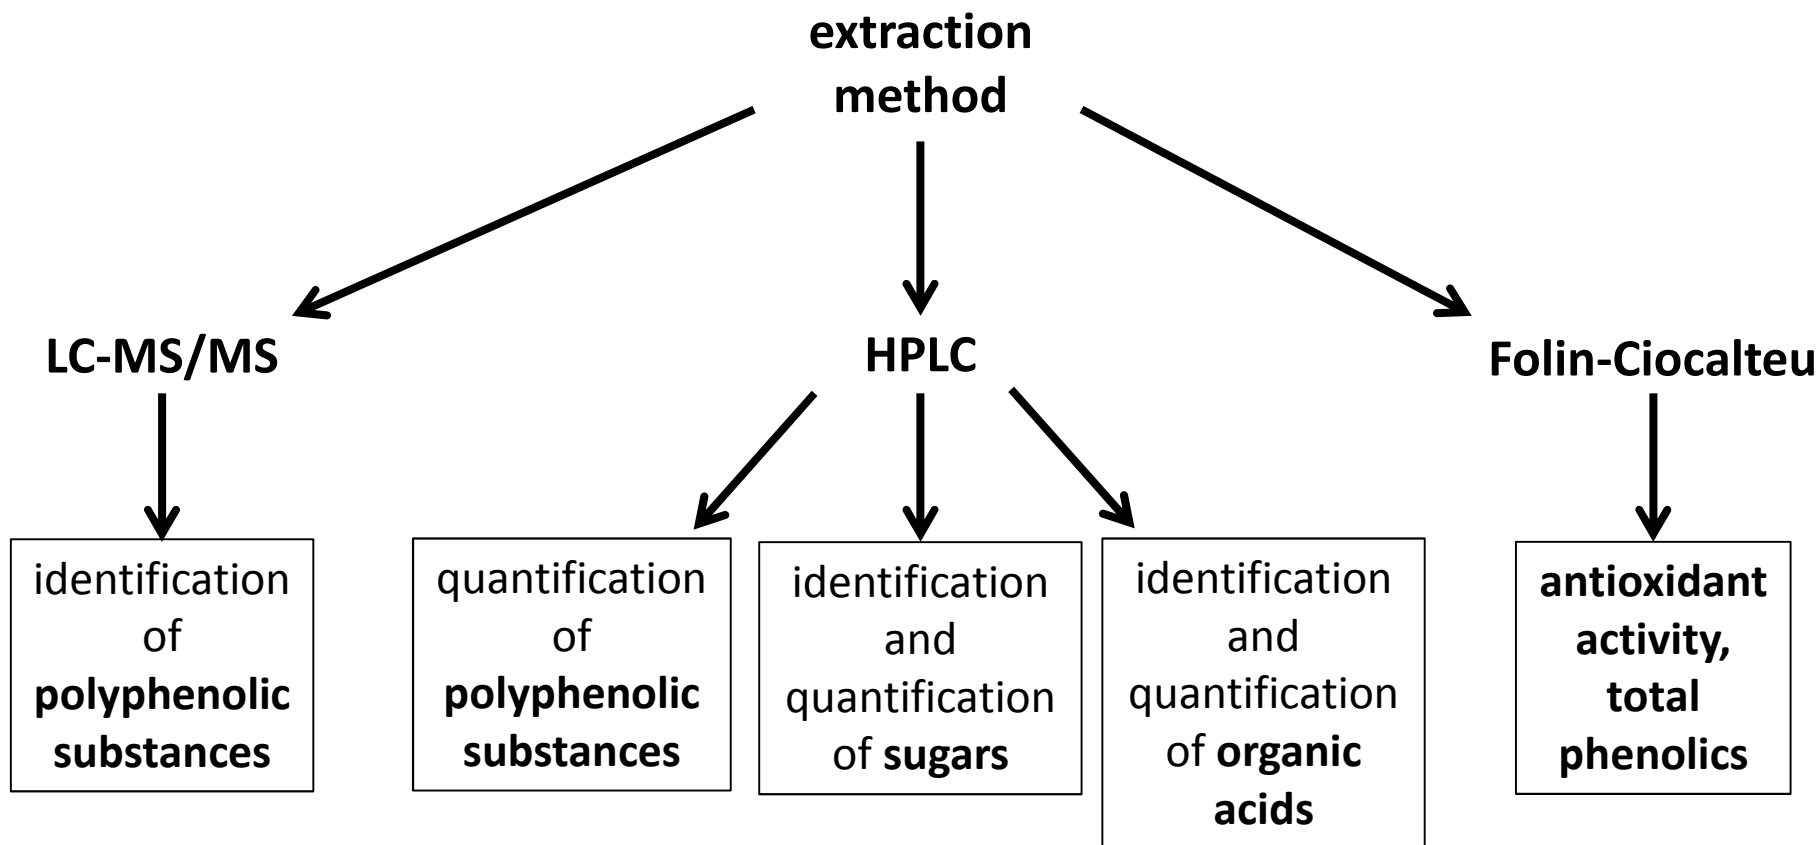 extraction
method
LC-MS/MS
HPLC
Folin-Ciocalteu
identification
of
polyphenolic
substances
quantification
of
polyphenolic
substances
identification
and
quantification
of sugars
identification
and
quantification
of organic
acids
antioxidant
activity,
total
phenolics